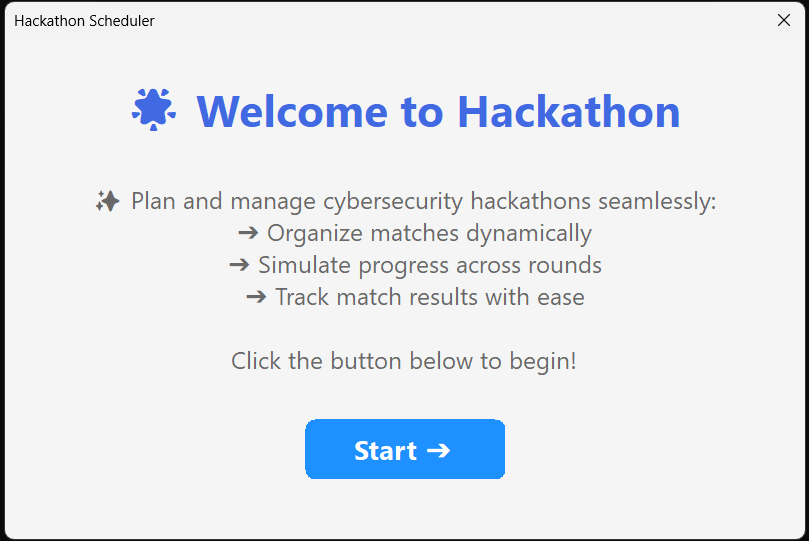 Hackathon Scheduler
🌟 Welcome to Hackathon
✨ Plan and manage cybersecurity hackathons seamlessly:
➔ Organize matches dynamically
➔ Simulate progress across rounds
➔ Track match results with ease
Click the button below to begin!
Start ➔